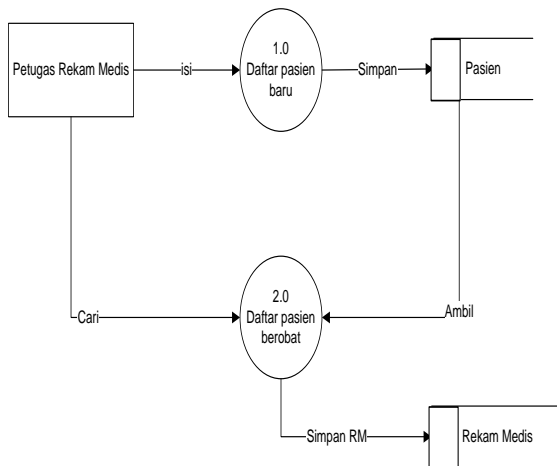 Petugas Rekam Medis
isi
1.0
Daftar pasien
baru
Simpan
Pasien
Cari
2.0
Daftar pasien
berobat
Ambil
Simpan RM
Rekam Medis